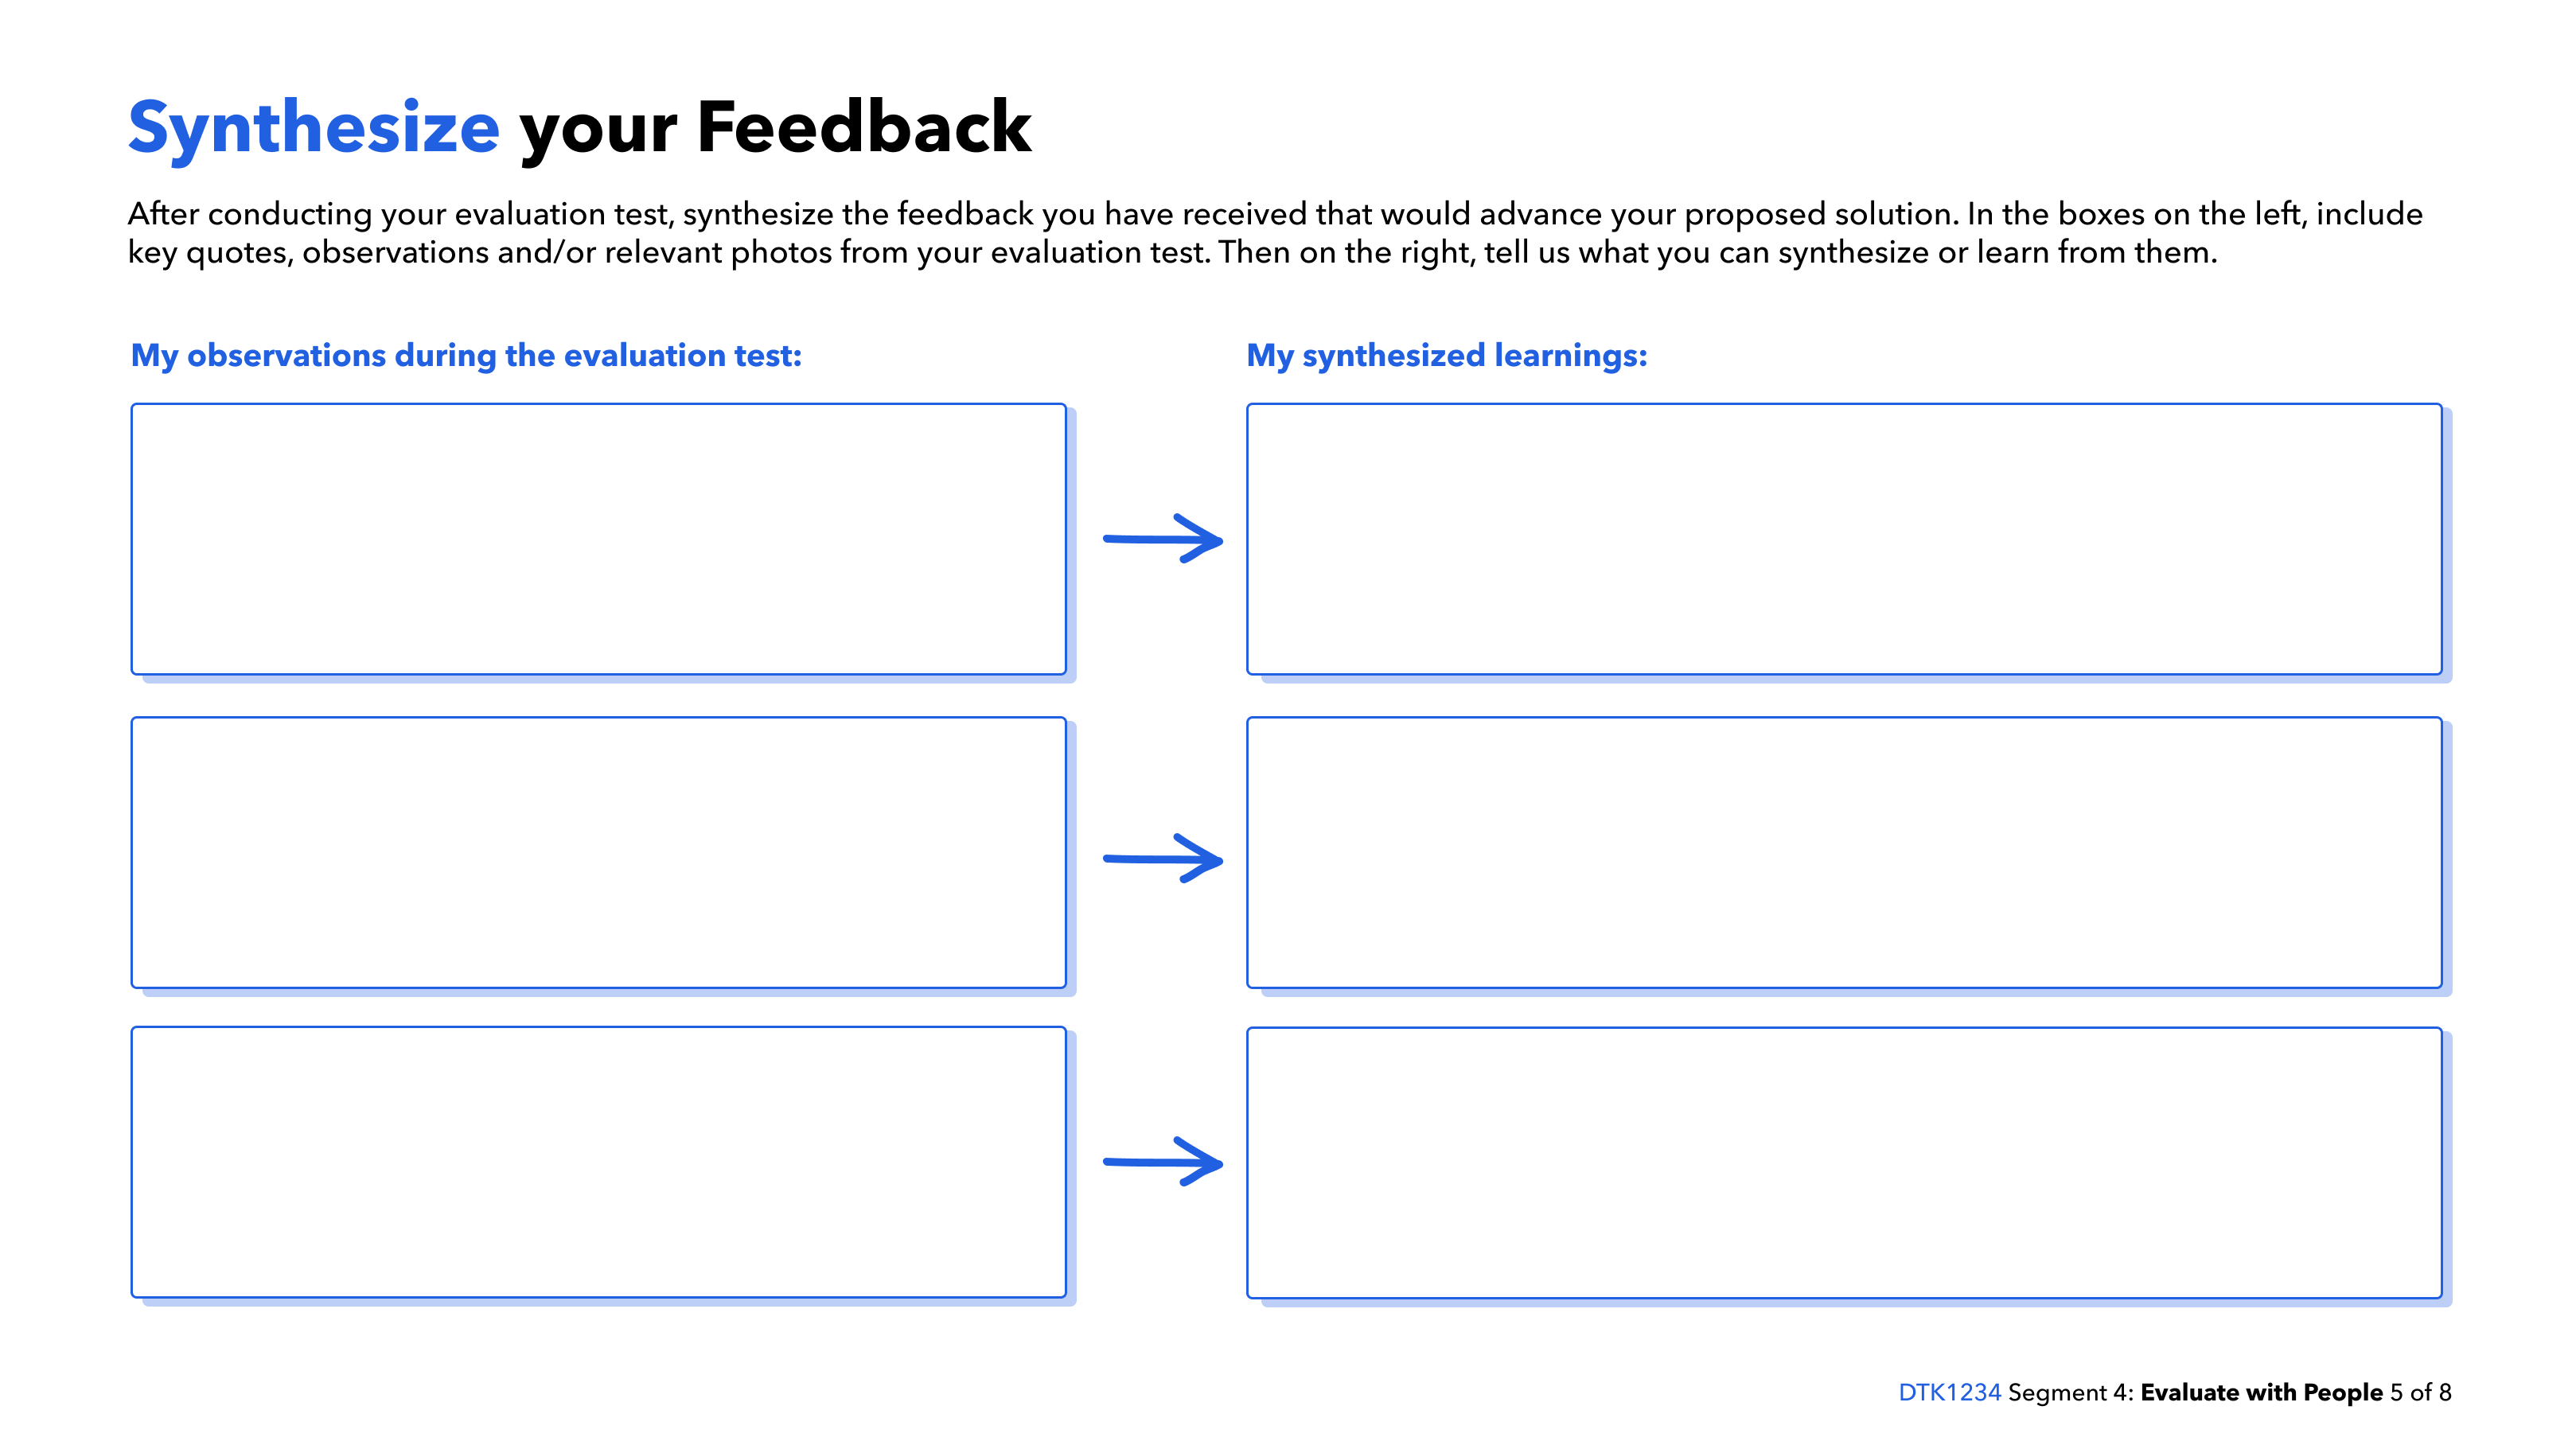 Synthesize your Feedback
After conducting your evaluation test, synthesize the feedback you have received that would advance your proposed solution. In the boxes on the left, include
key quotes, observations and/or relevant photos from your evaluation test. Then on the right, tell us what you can synthesize or learn from them.
My observations during the evaluation test:
My synthesized learnings:
DTK1234 Segment 4: Evaluate with People 5 of 8